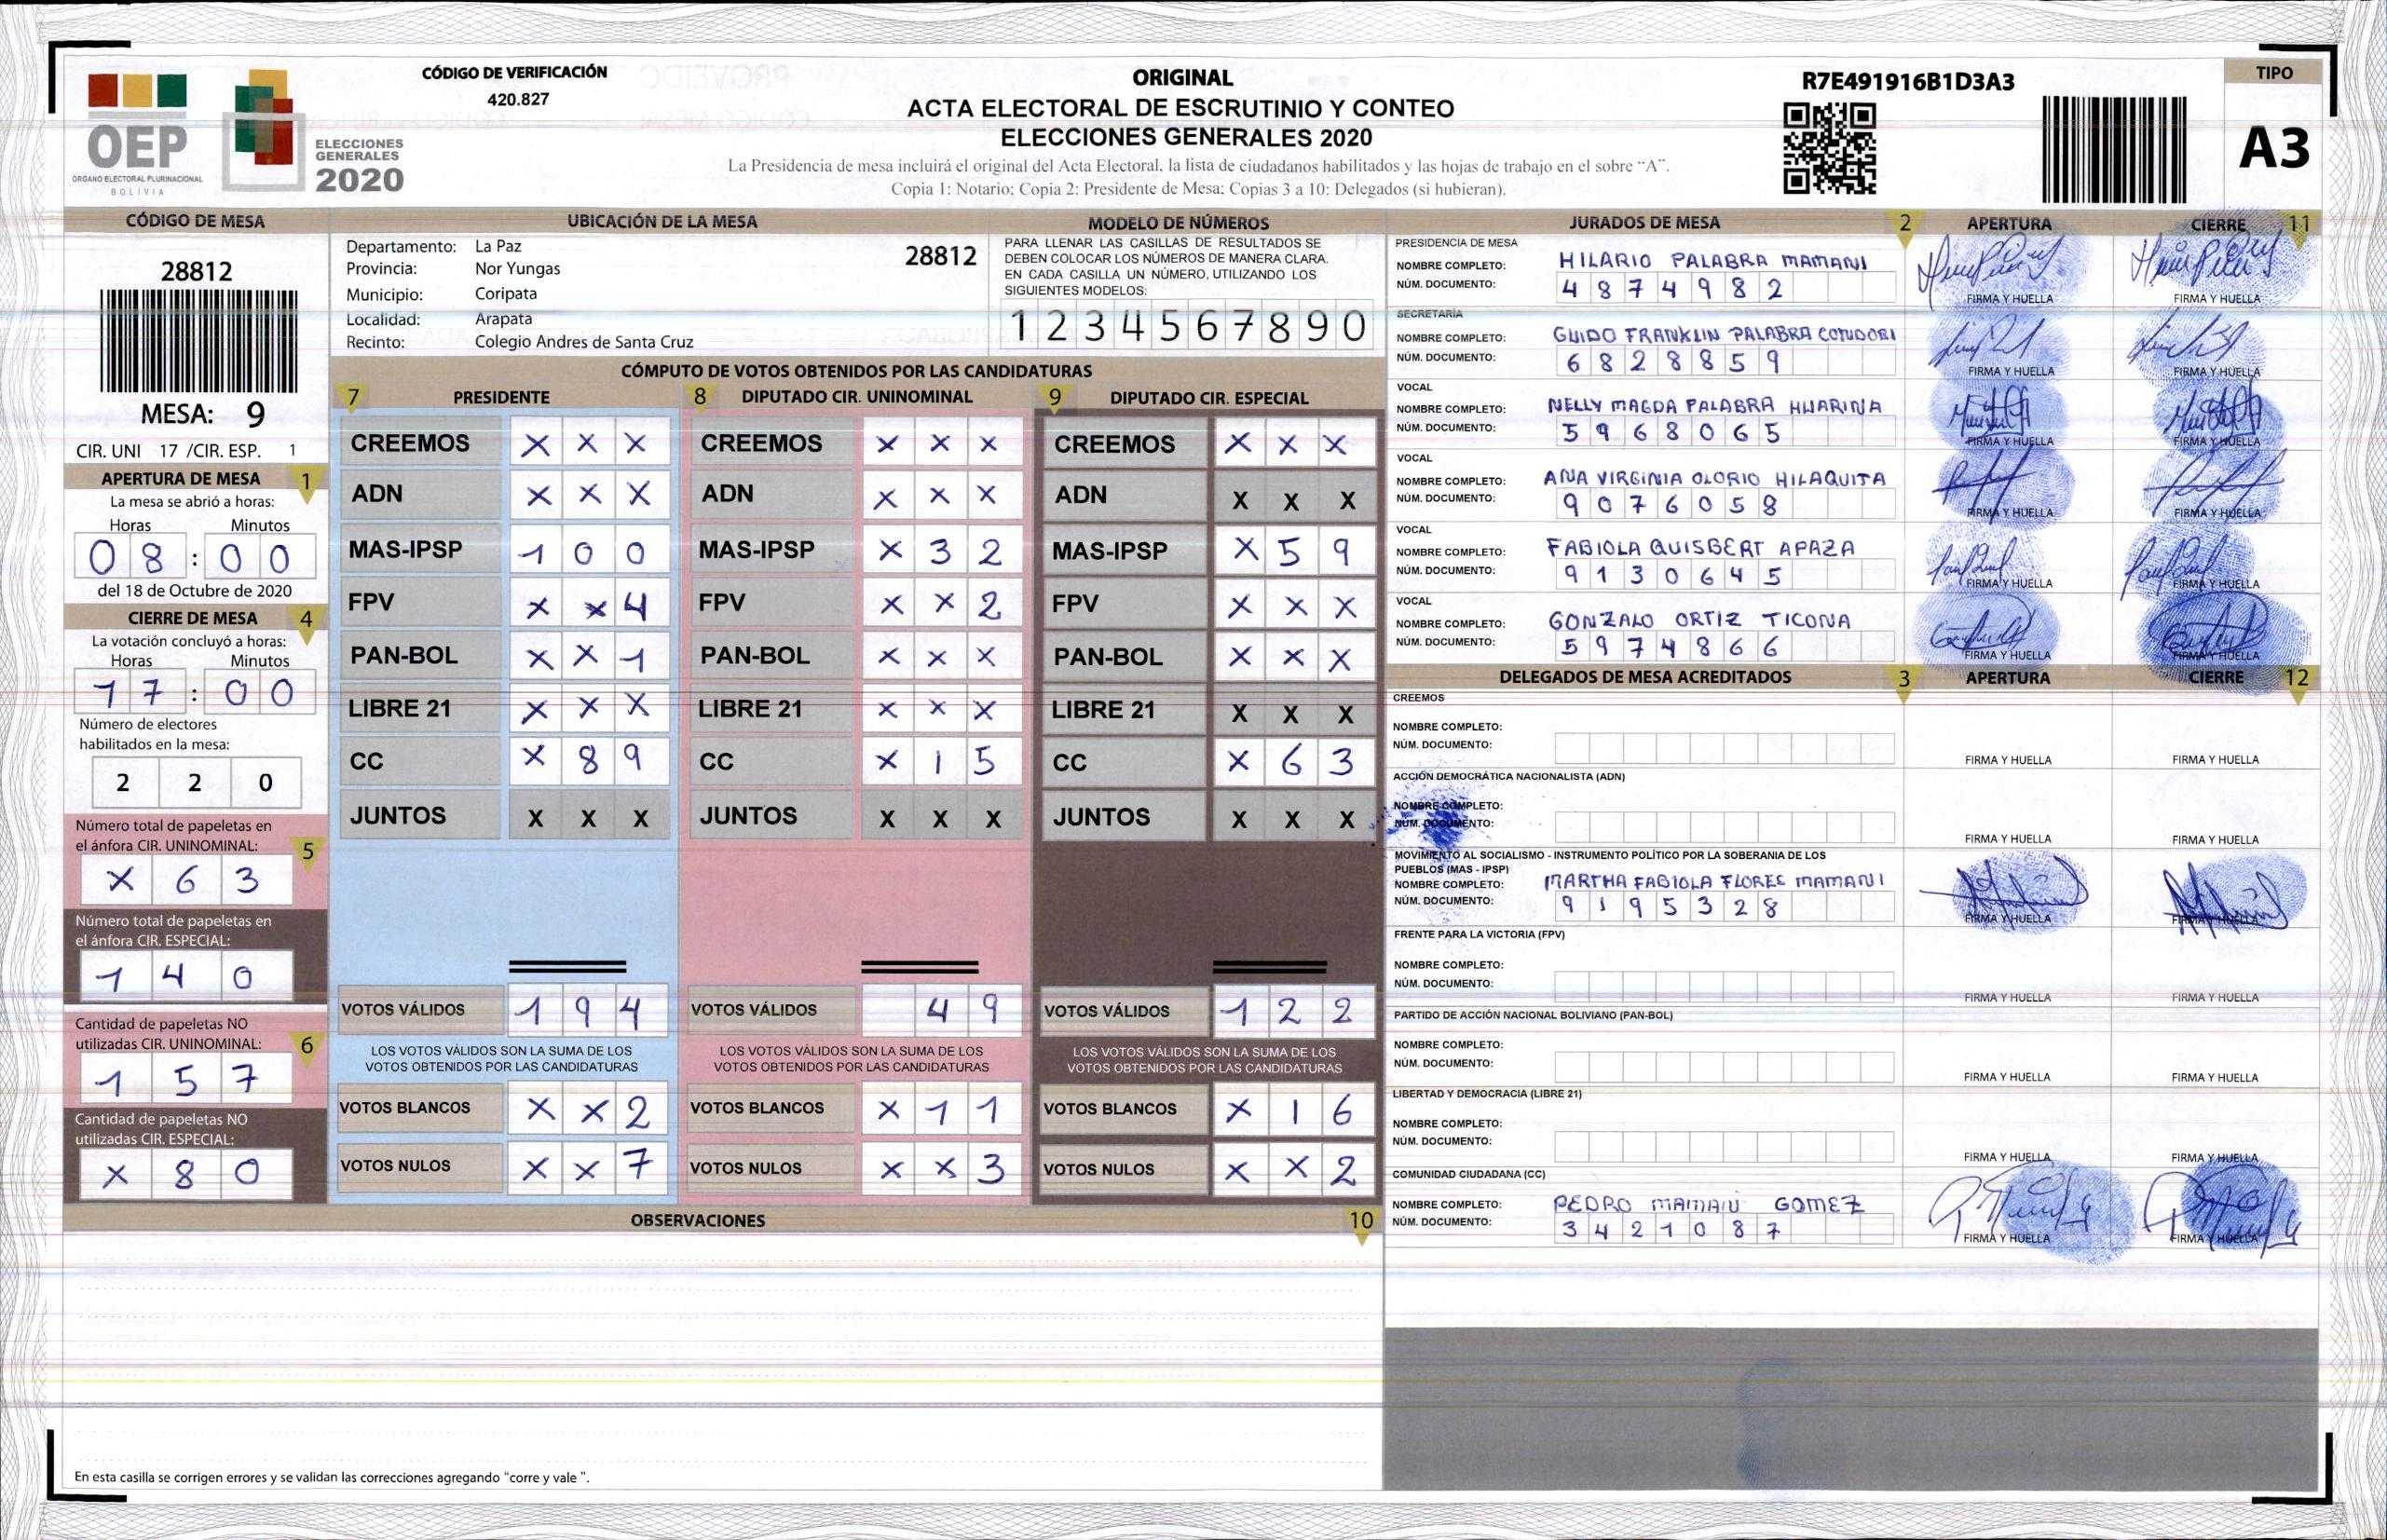 CÓDIGO DE VERIFICACIÓN
420.827
OEP
ÓRGANO ELECTORAL PLURINACIONAL
BOLIVIA
ELECCIONES
GENERALES
2020
ORIGINAL
ACTA ELECTORAL DE ESCRUTINIO Y CONTEO
ELECCIONES GENERALES 2020
La Presidencia de mesa incluirá el original del Acta Electoral, la lista de ciudadanos habilitados y las hojas de trabajo en el sobre "A".
Copia 1: Notario; Copia 2: Presidente de Mesa; Copias 3 a 10: Delegados (si hubieran).
R7E491916B1D3A3
TIPO
A3
CÓDIGO DE MESA
28812
MESA: 9
CIR. UNI 17 /CIR. ESP. 1
APERTURA DE MESA 1
La mesa se abrió a horas:
Horas Minutos
08:00
del 18 de Octubre de 2020
CIERRE DE MESA 4
La votación concluyó a horas:
Horas Minutos
17:00
Número de electores
habilitados en la mesa:
2 2 0
Número total de papeletas en
el ánfora CIR. UNINOMINAL: 5
X 6 3
Número total de papeletas en
el ánfora CIR. ESPECIAL:
1 4 0
Cantidad de papeletas NO
utilizadas CIR. UNINOMINAL: 6
1 5 7
Cantidad de papeletas NO
utilizadas CIR. ESPECIAL:
X 8 0
UBICACIÓN DE LA MESA
Departamento: La Paz 28812
Provincia: Nor Yungas
Municipio: Coripata
Localidad: Arapata
Recinto: Colegio Andres de Santa Cruz
MODELO DE NÚMEROS
PARA LLENAR LAS CASILLAS DE RESULTADOS SE
DEBEN COLOCAR LOS NÚMEROS DE MANERA CLARA.
EN CADA CASILLA UN NÚMERO, UTILIZANDO LOS
SIGUIENTES MODELOS:
1 2 3 4 5 6 7 8 9 0
CÓMPUTO DE VOTOS OBTENIDOS POR LAS CANDIDATURAS
7 PRESIDENTE
CREEMOS X X X
ADN X X X
MAS-IPSP 1 0 0
FPV X X 4
PAN-BOL X X 1
LIBRE 21 X X X
CC X 8 9
JUNTOS X X X
VOTOS VÁLIDOS 1 9 4
LOS VOTOS VÁLIDOS SON LA SUMA DE LOS
VOTOS OBTENIDOS POR LAS CANDIDATURAS
VOTOS BLANCOS X X 2
VOTOS NULOS X X 7
8 DIPUTADO CIR. UNINOMINAL
CREEMOS X X X
ADN X X X
MAS-IPSP X 3 2
FPV X X 2
PAN-BOL X X X
LIBRE 21 X X X
CC X 1 5
JUNTOS X X X
VOTOS VÁLIDOS 4 9
LOS VOTOS VÁLIDOS SON LA SUMA DE LOS
VOTOS OBTENIDOS POR LAS CANDIDATURAS
VOTOS BLANCOS X 1 1
VOTOS NULOS X X 3
9 DIPUTADO CIR. ESPECIAL
CREEMOS X X X
ADN X X X
MAS-IPSP X 5 9
FPV X X X
PAN-BOL X X X
LIBRE 21 X X X
CC X 6 3
JUNTOS X X X
VOTOS VÁLIDOS 1 2 2
LOS VOTOS VÁLIDOS SON LA SUMA DE LOS
VOTOS OBTENIDOS POR LAS CANDIDATURAS
VOTOS BLANCOS X 1 6
VOTOS NULOS X X 2
OBSERVACIONES 10
En esta casilla se corrigen errores y se validan las correcciones agregando "corre y vale ".
JURADOS DE MESA 2 APERTURA CIERRE 11
PRESIDENCIA DE MESA
NOMBRE COMPLETO: HILARIO PALABRA MAMANI
NÚM. DOCUMENTO: 4874982
FIRMA Y HUELLA FIRMA Y HUELLA
SECRETARÍA
NOMBRE COMPLETO: GUIDO FRANKLIN PALABRA CONDORI
NÚM. DOCUMENTO: 6828859
FIRMA Y HUELLA FIRMA Y HUELLA
VOCAL
NOMBRE COMPLETO: NELLY MAGDA PALABRA HUARINA
NÚM. DOCUMENTO: 5968065
FIRMA Y HUELLA FIRMA Y HUELLA
VOCAL
NOMBRE COMPLETO: ANA VIRGINIA OLORIO HILAQUITA
NÚM. DOCUMENTO: 9076058
FIRMA Y HUELLA FIRMA Y HUELLA
VOCAL
NOMBRE COMPLETO: FABIOLA QUISBERT APAZA
NÚM. DOCUMENTO: 9130645
FIRMA Y HUELLA FIRMA Y HUELLA
VOCAL
NOMBRE COMPLETO: GONZALO ORTIZ TICONA
NÚM. DOCUMENTO: 5974866
FIRMA Y HUELLA FIRMA Y HUELLA
DELEGADOS DE MESA ACREDITADOS 3 APERTURA CIERRE 12
CREEMOS
NOMBRE COMPLETO:
NÚM. DOCUMENTO:
FIRMA Y HUELLA FIRMA Y HUELLA
ACCIÓN DEMOCRÁTICA NACIONALISTA (ADN)
NOMBRE COMPLETO:
NÚM. DOCUMENTO:
FIRMA Y HUELLA FIRMA Y HUELLA
MOVIMIENTO AL SOCIALISMO - INSTRUMENTO POLÍTICO POR LA SOBERANIA DE LOS
PUEBLOS (MAS - IPSP)
NOMBRE COMPLETO: MARTHA FABIOLA FLORES MAMANI
NÚM. DOCUMENTO: 9195328
FIRMA Y HUELLA FIRMA Y HUELLA
FRENTE PARA LA VICTORIA (FPV)
NOMBRE COMPLETO:
NÚM. DOCUMENTO:
FIRMA Y HUELLA FIRMA Y HUELLA
PARTIDO DE ACCIÓN NACIONAL BOLIVIANO (PAN-BOL)
NOMBRE COMPLETO:
NÚM. DOCUMENTO:
FIRMA Y HUELLA FIRMA Y HUELLA
LIBERTAD Y DEMOCRACIA (LIBRE 21)
NOMBRE COMPLETO:
NÚM. DOCUMENTO:
FIRMA Y HUELLA FIRMA Y HUELLA
COMUNIDAD CIUDADANA (CC)
NOMBRE COMPLETO: PEDRO MAMANI GOMEZ
NÚM. DOCUMENTO: 3421087
FIRMA Y HUELLA FIRMA Y HUELLA